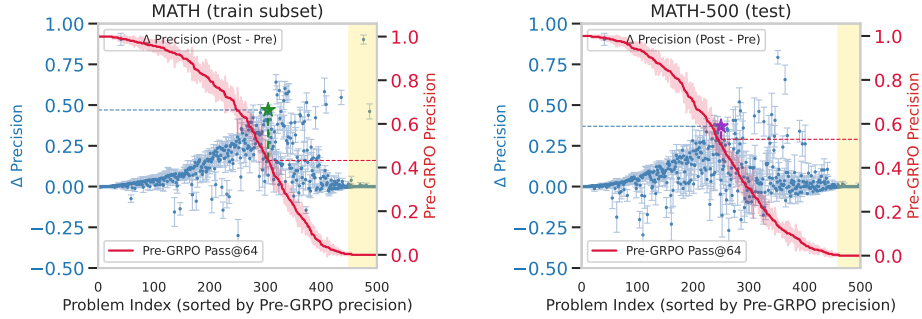 MATH (train subset)
1.00
0.75
0.50
0.25
0.00
−0.25
−0.50
Δ Precision
Δ Precision (Post - Pre)
Pre-GRPO Pass@64
1.0
0.8
0.6
0.4
0.2
0.0
Pre-GRPO Precision
0 100 200 300 400 500
Problem Index (sorted by Pre-GRPO precision)
MATH-500 (test)
1.00
0.75
0.50
0.25
0.00
−0.25
−0.50
Δ Precision
Δ Precision (Post - Pre)
Pre-GRPO Pass@64
1.0
0.8
0.6
0.4
0.2
0.0
Pre-GRPO Precision
0 100 200 300 400 500
Problem Index (sorted by Pre-GRPO precision)